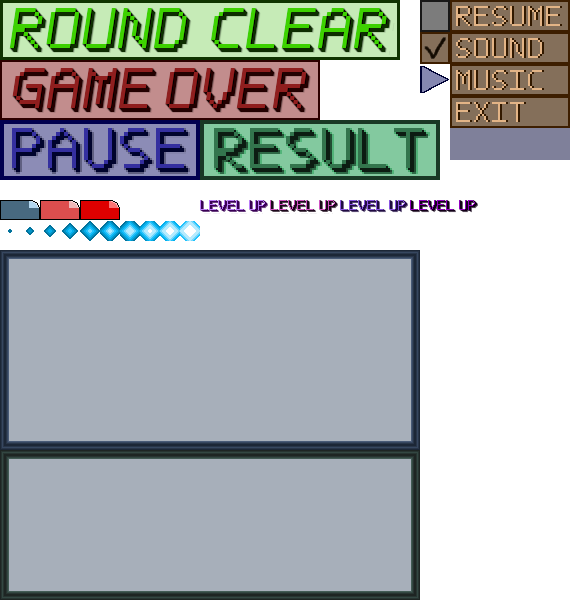 ROUND CLEAR
GAME OVER
PAUSE RESULT
RESUME
SOUND
MUSIC
EXIT
LEVEL UP LEVEL UP LEVEL UP LEVEL UP